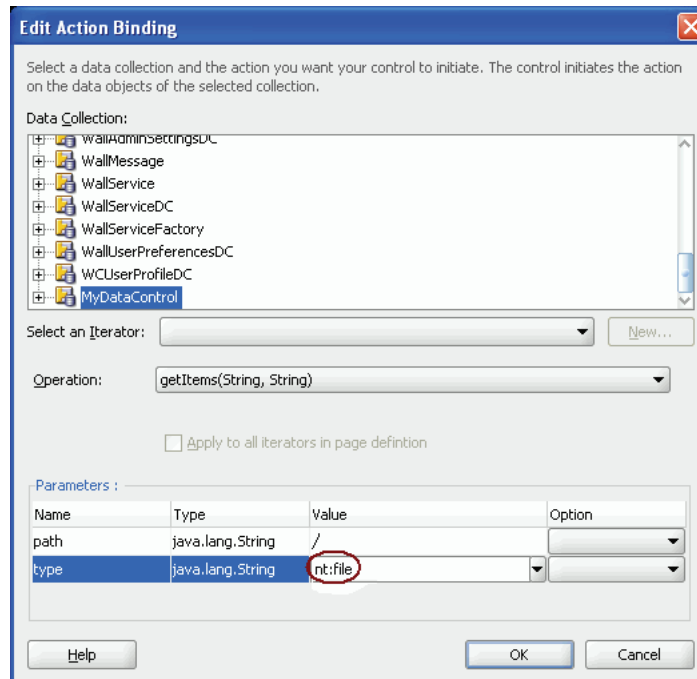 Edit Action Binding
Select a data collection and the action you want your control to initiate. The control initiates the action
on the data objects of the selected collection.
Data Collection:
WallAdminSettingsDC
WallMessage
WallService
WallServiceDC
WallServiceFactory
WallUserPreferencesDC
WCUserProfileDC
MyDataControl
Select an Iterator: New...
Operation: getItems(String, String)
Apply to all iterators in page defintion
Parameters :
Name Type Value Option
path java.lang.String /
type java.lang.String nt:file
Help OK Cancel